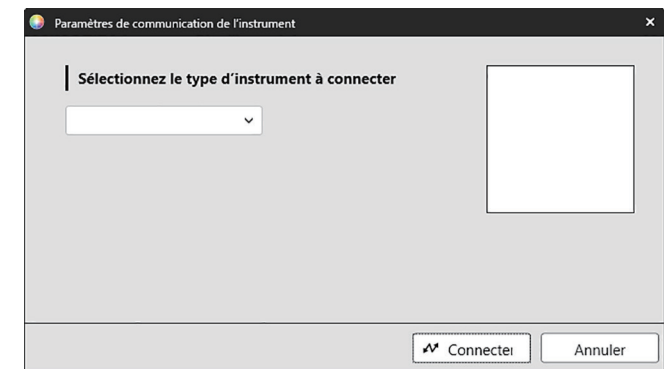 Paramètres de communication de l'instrument
Sélectionnez le type d'instrument à connecter
Connecter
Annuler